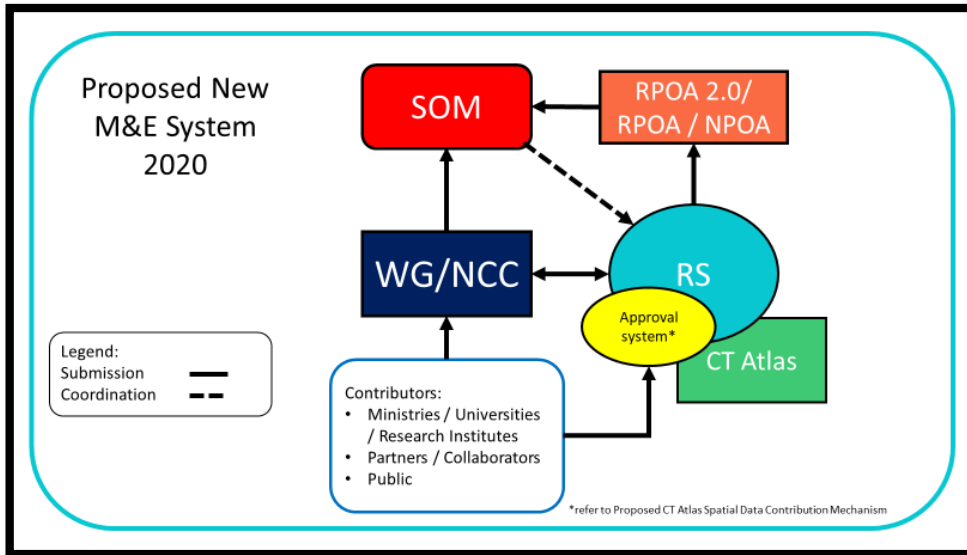 Proposed New
M&E System
2020
SOM
RPOA 2.0/
RPOA / NPOA
WG/NCC
RS
Approval
system*
CT Atlas
Legend:
Submission
Coordination
Contributors:
• Ministries / Universities
/ Research Institutes
• Partners / Collaborators
• Public
*refer to Proposed CT Atlas Spatial Data Contribution Mechanism